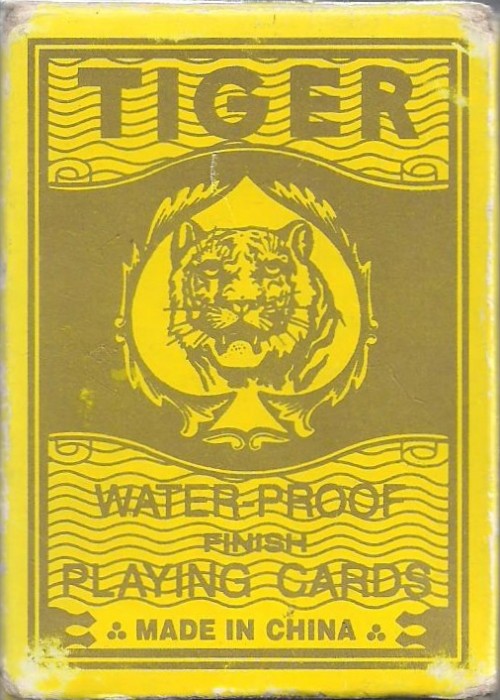 TIGER
WATER-PROOF
FINISH
PLAYING CARDS
MADE IN CHINA